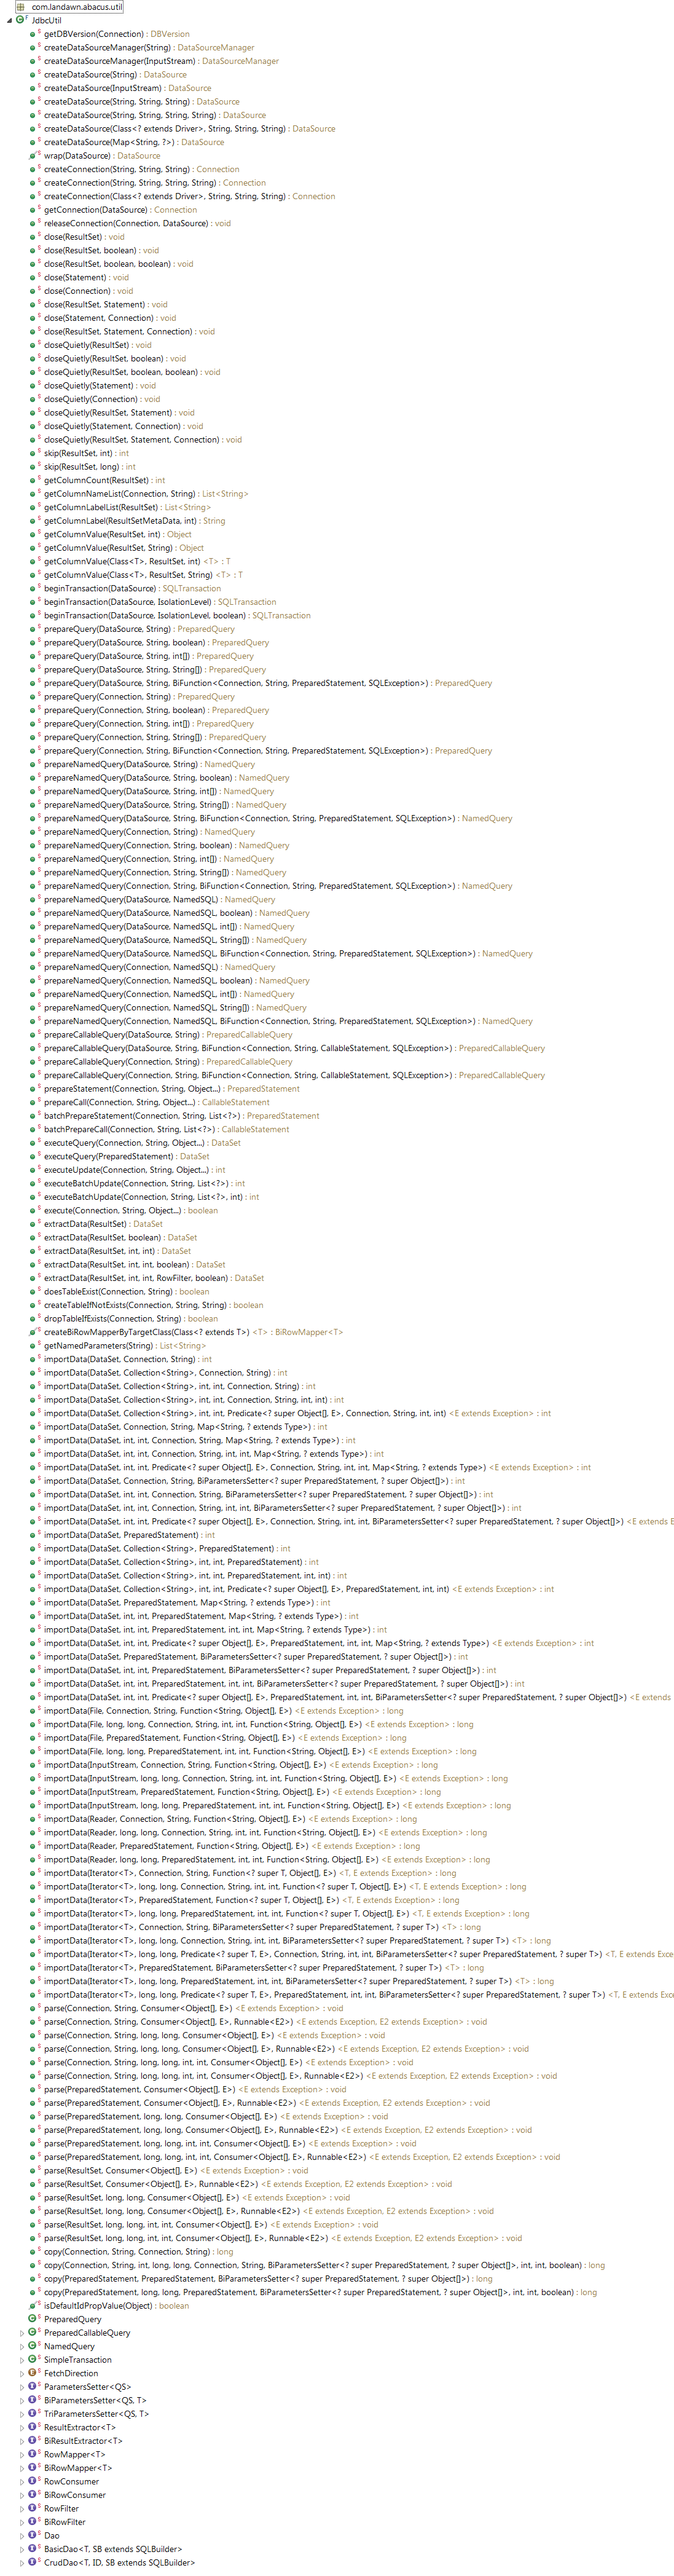 com.landawn.abacus.util
JdbcUtil
getDBVersion(Connection) : DBVersion
createDataSourceManager(String) : DataSourceManager
createDataSourceManager(InputStream) : DataSourceManager
createDataSource(String) : DataSource
createDataSource(InputStream) : DataSource
createDataSource(String, String, String) : DataSource
createDataSource(String, String, String, String) : DataSource
createDataSource(Class<? extends Driver>, String, String, String) : DataSource
createDataSource(Map<String, ?>) : DataSource
wrap(DataSource) : DataSource
createConnection(String, String, String) : Connection
createConnection(String, String, String, String) : Connection
createConnection(Class<? extends Driver>, String, String, String) : Connection
getConnection(DataSource) : Connection
releaseConnection(Connection, DataSource) : void
close(ResultSet) : void
close(ResultSet, boolean) : void
close(ResultSet, boolean, boolean) : void
close(Statement) : void
close(Connection) : void
close(ResultSet, Statement) : void
close(Statement, Connection) : void
close(ResultSet, Statement, Connection) : void
closeQuietly(ResultSet) : void
closeQuietly(ResultSet, boolean) : void
closeQuietly(ResultSet, boolean, boolean) : void
closeQuietly(Statement) : void
closeQuietly(Connection) : void
closeQuietly(ResultSet, Statement) : void
closeQuietly(Statement, Connection) : void
closeQuietly(ResultSet, Statement, Connection) : void
skip(ResultSet, int) : int
skip(ResultSet, long) : int
getColumnCount(ResultSet) : int
getColumnNameList(Connection, String) : List<String>
getColumnLabelList(ResultSet) : List<String>
getColumnLabel(ResultSetMetaData, int) : String
getColumnValue(ResultSet, int) : Object
getColumnValue(ResultSet, String) : Object
getColumnValue(Class<T>, ResultSet, int) <T> : T
getColumnValue(Class<T>, ResultSet, String) <T> : T
beginTransaction(DataSource) : SQLTransaction
beginTransaction(DataSource, IsolationLevel) : SQLTransaction
beginTransaction(DataSource, IsolationLevel, boolean) : SQLTransaction
prepareQuery(DataSource, String) : PreparedQuery
prepareQuery(DataSource, String, boolean) : PreparedQuery
prepareQuery(DataSource, String, int[]) : PreparedQuery
prepareQuery(DataSource, String, String[]) : PreparedQuery
prepareQuery(DataSource, String, BiFunction<Connection, String, PreparedStatement, SQLException>) : PreparedQuery
prepareQuery(Connection, String) : PreparedQuery
prepareQuery(Connection, String, boolean) : PreparedQuery
prepareQuery(Connection, String, int[]) : PreparedQuery
prepareQuery(Connection, String, String[]) : PreparedQuery
prepareQuery(Connection, String, BiFunction<Connection, String, PreparedStatement, SQLException>) : PreparedQuery
prepareNamedQuery(DataSource, String) : NamedQuery
prepareNamedQuery(DataSource, String, boolean) : NamedQuery
prepareNamedQuery(DataSource, String, int[]) : NamedQuery
prepareNamedQuery(DataSource, String, String[]) : NamedQuery
prepareNamedQuery(DataSource, String, BiFunction<Connection, String, PreparedStatement, SQLException>) : NamedQuery
prepareNamedQuery(Connection, String) : NamedQuery
prepareNamedQuery(Connection, String, boolean) : NamedQuery
prepareNamedQuery(Connection, String, int[]) : NamedQuery
prepareNamedQuery(Connection, String, String[]) : NamedQuery
prepareNamedQuery(Connection, String, BiFunction<Connection, String, PreparedStatement, SQLException>) : NamedQuery
prepareNamedQuery(DataSource, NamedSQL) : NamedQuery
prepareNamedQuery(DataSource, NamedSQL, boolean) : NamedQuery
prepareNamedQuery(DataSource, NamedSQL, int[]) : NamedQuery
prepareNamedQuery(DataSource, NamedSQL, String[]) : NamedQuery
prepareNamedQuery(DataSource, NamedSQL, BiFunction<Connection, String, PreparedStatement, SQLException>) : NamedQuery
prepareNamedQuery(Connection, NamedSQL) : NamedQuery
prepareNamedQuery(Connection, NamedSQL, boolean) : NamedQuery
prepareNamedQuery(Connection, NamedSQL, int[]) : NamedQuery
prepareNamedQuery(Connection, NamedSQL, String[]) : NamedQuery
prepareNamedQuery(Connection, NamedSQL, BiFunction<Connection, String, PreparedStatement, SQLException>) : NamedQuery
prepareCallableQuery(DataSource, String) : PreparedCallableQuery
prepareCallableQuery(DataSource, String, BiFunction<Connection, String, CallableStatement, SQLException>) : PreparedCallableQuery
prepareCallableQuery(Connection, String) : PreparedCallableQuery
prepareCallableQuery(Connection, String, BiFunction<Connection, String, CallableStatement, SQLException>) : PreparedCallableQuery
prepareStatement(Connection, String, Object...) : PreparedStatement
prepareCall(Connection, String, Object...) : CallableStatement
batchPrepareStatement(Connection, String, List<?>) : PreparedStatement
batchPrepareCall(Connection, String, List<?>) : CallableStatement
executeQuery(Connection, String, Object...) : DataSet
executeQuery(PreparedStatement) : DataSet
executeUpdate(Connection, String, Object...) : int
executeBatchUpdate(Connection, String, List<?>) : int
executeBatchUpdate(Connection, String, List<?>, int) : int
execute(Connection, String, Object...) : boolean
extractData(ResultSet) : DataSet
extractData(ResultSet, boolean) : DataSet
extractData(ResultSet, int, int) : DataSet
extractData(ResultSet, int, int, boolean) : DataSet
extractData(ResultSet, int, int, RowFilter, boolean) : DataSet
doesTableExist(Connection, String) : boolean
createTableIfNotExists(Connection, String, String) : boolean
dropTableIfExists(Connection, String) : boolean
createBiRowMapperByTargetClass(Class<? extends T>) <T> : BiRowMapper<T>
getNamedParameters(String) : List<String>
importData(DataSet, Connection, String) : int
importData(DataSet, Collection<String>, Connection, String) : int
importData(DataSet, Collection<String>, int, int, Connection, String) : int
importData(DataSet, Collection<String>, int, int, Connection, String, int, int) : int
importData(DataSet, Collection<String>, int, int, Predicate<? super Object[], E>, Connection, String, int, int) <E extends Exception> : int
importData(DataSet, Connection, String, Map<String, ? extends Type>) : int
importData(DataSet, int, int, Connection, String, Map<String, ? extends Type>) : int
importData(DataSet, int, int, Connection, String, int, int, Map<String, ? extends Type>) : int
importData(DataSet, int, int, Predicate<? super Object[], E>, Connection, String, int, int, Map<String, ? extends Type>) <E extends Exception> : int
importData(DataSet, Connection, String, BiParametersSetter<? super PreparedStatement, ? super Object[]>) : int
importData(DataSet, int, int, Connection, String, BiParametersSetter<? super PreparedStatement, ? super Object[]>) : int
importData(DataSet, int, int, Connection, String, int, int, BiParametersSetter<? super PreparedStatement, ? super Object[]>) : int
importData(DataSet, int, int, Predicate<? super Object[], E>, Connection, String, int, int, BiParametersSetter<? super PreparedStatement, ? super Object[]>) <E extends E
importData(DataSet, PreparedStatement) : int
importData(DataSet, Collection<String>, PreparedStatement) : int
importData(DataSet, Collection<String>, int, int, PreparedStatement) : int
importData(DataSet, Collection<String>, int, int, PreparedStatement, int, int) : int
importData(DataSet, Collection<String>, int, int, Predicate<? super Object[], E>, PreparedStatement, int, int) <E extends Exception> : int
importData(DataSet, PreparedStatement, Map<String, ? extends Type>) : int
importData(DataSet, int, int, PreparedStatement, Map<String, ? extends Type>) : int
importData(DataSet, int, int, PreparedStatement, int, int, Map<String, ? extends Type>) : int
importData(DataSet, int, int, Predicate<? super Object[], E>, PreparedStatement, int, int, Map<String, ? extends Type>) <E extends Exception> : int
importData(DataSet, PreparedStatement, BiParametersSetter<? super PreparedStatement, ? super Object[]>) : int
importData(DataSet, int, int, PreparedStatement, BiParametersSetter<? super PreparedStatement, ? super Object[]>) : int
importData(DataSet, int, int, PreparedStatement, int, int, BiParametersSetter<? super PreparedStatement, ? super Object[]>) : int
importData(DataSet, int, int, Predicate<? super Object[], E>, PreparedStatement, int, int, BiParametersSetter<? super PreparedStatement, ? super Object[]>) <E extends
importData(File, Connection, String, Function<String, Object[], E>) <E extends Exception> : long
importData(File, long, long, Connection, String, int, int, Function<String, Object[], E>) <E extends Exception> : long
importData(File, PreparedStatement, Function<String, Object[], E>) <E extends Exception> : long
importData(File, long, long, PreparedStatement, int, int, Function<String, Object[], E>) <E extends Exception> : long
importData(InputStream, Connection, String, Function<String, Object[], E>) <E extends Exception> : long
importData(InputStream, long, long, Connection, String, int, int, Function<String, Object[], E>) <E extends Exception> : long
importData(InputStream, PreparedStatement, Function<String, Object[], E>) <E extends Exception> : long
importData(InputStream, long, long, PreparedStatement, int, int, Function<String, Object[], E>) <E extends Exception> : long
importData(Reader, Connection, String, Function<String, Object[], E>) <E extends Exception> : long
importData(Reader, long, long, Connection, String, int, int, Function<String, Object[], E>) <E extends Exception> : long
importData(Reader, PreparedStatement, Function<String, Object[], E>) <E extends Exception> : long
importData(Reader, long, long, PreparedStatement, int, int, Function<String, Object[], E>) <E extends Exception> : long
importData(Iterator<T>, Connection, String, Function<? super T, Object[], E>) <T, E extends Exception> : long
importData(Iterator<T>, long, long, Connection, String, int, int, Function<? super T, Object[], E>) <T, E extends Exception> : long
importData(Iterator<T>, PreparedStatement, Function<? super T, Object[], E>) <T, E extends Exception> : long
importData(Iterator<T>, long, long, PreparedStatement, int, int, Function<? super T, Object[], E>) <T, E extends Exception> : long
importData(Iterator<T>, Connection, String, BiParametersSetter<? super PreparedStatement, ? super T>) <T> : long
importData(Iterator<T>, long, long, Connection, String, int, int, BiParametersSetter<? super PreparedStatement, ? super T>) <T> : long
importData(Iterator<T>, long, long, Predicate<? super T, E>, Connection, String, int, int, BiParametersSetter<? super PreparedStatement, ? super T>) <T, E extends Exce
importData(Iterator<T>, PreparedStatement, BiParametersSetter<? super PreparedStatement, ? super T>) <T> : long
importData(Iterator<T>, long, long, PreparedStatement, int, int, BiParametersSetter<? super PreparedStatement, ? super T>) <T> : long
importData(Iterator<T>, long, long, Predicate<? super T, E>, PreparedStatement, int, int, BiParametersSetter<? super PreparedStatement, ? super T>) <T, E extends Exc
parse(Connection, String, Consumer<Object[], E>) <E extends Exception> : void
parse(Connection, String, Consumer<Object[], E>, Runnable<E2>) <E extends Exception, E2 extends Exception> : void
parse(Connection, String, long, long, Consumer<Object[], E>) <E extends Exception> : void
parse(Connection, String, long, long, Consumer<Object[], E>, Runnable<E2>) <E extends Exception, E2 extends Exception> : void
parse(Connection, String, long, long, int, int, Consumer<Object[], E>) <E extends Exception> : void
parse(Connection, String, long, long, int, int, Consumer<Object[], E>, Runnable<E2>) <E extends Exception, E2 extends Exception> : void
parse(PreparedStatement, Consumer<Object[], E>) <E extends Exception> : void
parse(PreparedStatement, Consumer<Object[], E>, Runnable<E2>) <E extends Exception, E2 extends Exception> : void
parse(PreparedStatement, long, long, Consumer<Object[], E>) <E extends Exception> : void
parse(PreparedStatement, long, long, Consumer<Object[], E>, Runnable<E2>) <E extends Exception, E2 extends Exception> : void
parse(PreparedStatement, long, long, int, int, Consumer<Object[], E>) <E extends Exception> : void
parse(PreparedStatement, long, long, int, int, Consumer<Object[], E>, Runnable<E2>) <E extends Exception, E2 extends Exception> : void
parse(ResultSet, Consumer<Object[], E>) <E extends Exception> : void
parse(ResultSet, Consumer<Object[], E>, Runnable<E2>) <E extends Exception, E2 extends Exception> : void
parse(ResultSet, long, long, Consumer<Object[], E>) <E extends Exception> : void
parse(ResultSet, long, long, Consumer<Object[], E>, Runnable<E2>) <E extends Exception, E2 extends Exception> : void
parse(ResultSet, long, long, int, int, Consumer<Object[], E>) <E extends Exception> : void
parse(ResultSet, long, long, int, int, Consumer<Object[], E>, Runnable<E2>) <E extends Exception, E2 extends Exception> : void
copy(Connection, String, Connection, String) : long
copy(Connection, String, int, long, long, Connection, String, BiParametersSetter<? super PreparedStatement, ? super Object[]>, int, int, boolean) : long
copy(PreparedStatement, PreparedStatement, BiParametersSetter<? super PreparedStatement, ? super Object[]>) : long
copy(PreparedStatement, long, long, PreparedStatement, BiParametersSetter<? super PreparedStatement, ? super Object[]>, int, int, boolean) : long
isDefaultIdPropValue(Object) : boolean
PreparedQuery
PreparedCallableQuery
NamedQuery
SimpleTransaction
FetchDirection
ParametersSetter<QS>
BiParametersSetter<QS, T>
TriParametersSetter<QS, T>
ResultExtractor<T>
BiResultExtractor<T>
RowMapper<T>
BiRowMapper<T>
RowConsumer
BiRowConsumer
RowFilter
BiRowFilter
Dao
BasicDao<T, SB extends SQLBuilder>
CrudDao<T, ID, SB extends SQLBuilder>